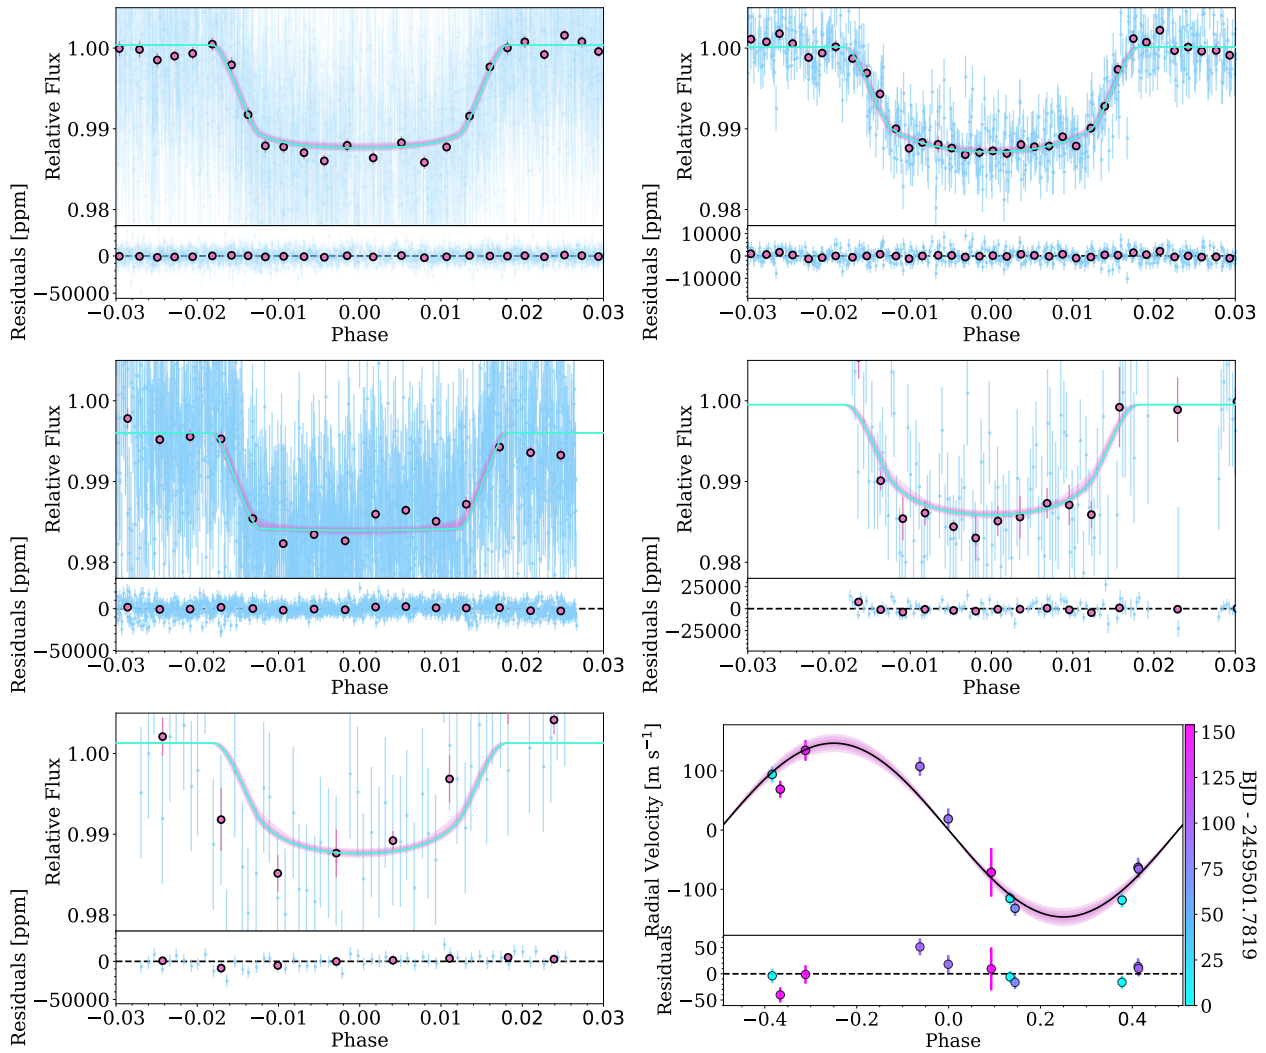 1.00
0.99
0.98
Relative Flux
0
−50000
Residuals [ppm]
−0.03 −0.02 −0.01 0.00 0.01 0.02 0.03
Phase
1.00
0.99
0.98
Relative Flux
10000
0
−10000
Residuals [ppm]
−0.03 −0.02 −0.01 0.00 0.01 0.02 0.03
Phase
1.00
0.99
0.98
Relative Flux
0
−50000
Residuals [ppm]
−0.03 −0.02 −0.01 0.00 0.01 0.02 0.03
Phase
1.00
0.99
0.98
Relative Flux
25000
0
−25000
Residuals [ppm]
−0.03 −0.02 −0.01 0.00 0.01 0.02 0.03
Phase
1.00
0.99
0.98
Relative Flux
0
−50000
Residuals [ppm]
−0.03 −0.02 −0.01 0.00 0.01 0.02 0.03
Phase
100
0
−100
Radial Velocity [m s⁻¹]
50
0
−50
Residuals
−0.4 −0.2 0.0 0.2 0.4
Phase
150
125
100
75
50
25
0
BJD - 2459501.7819